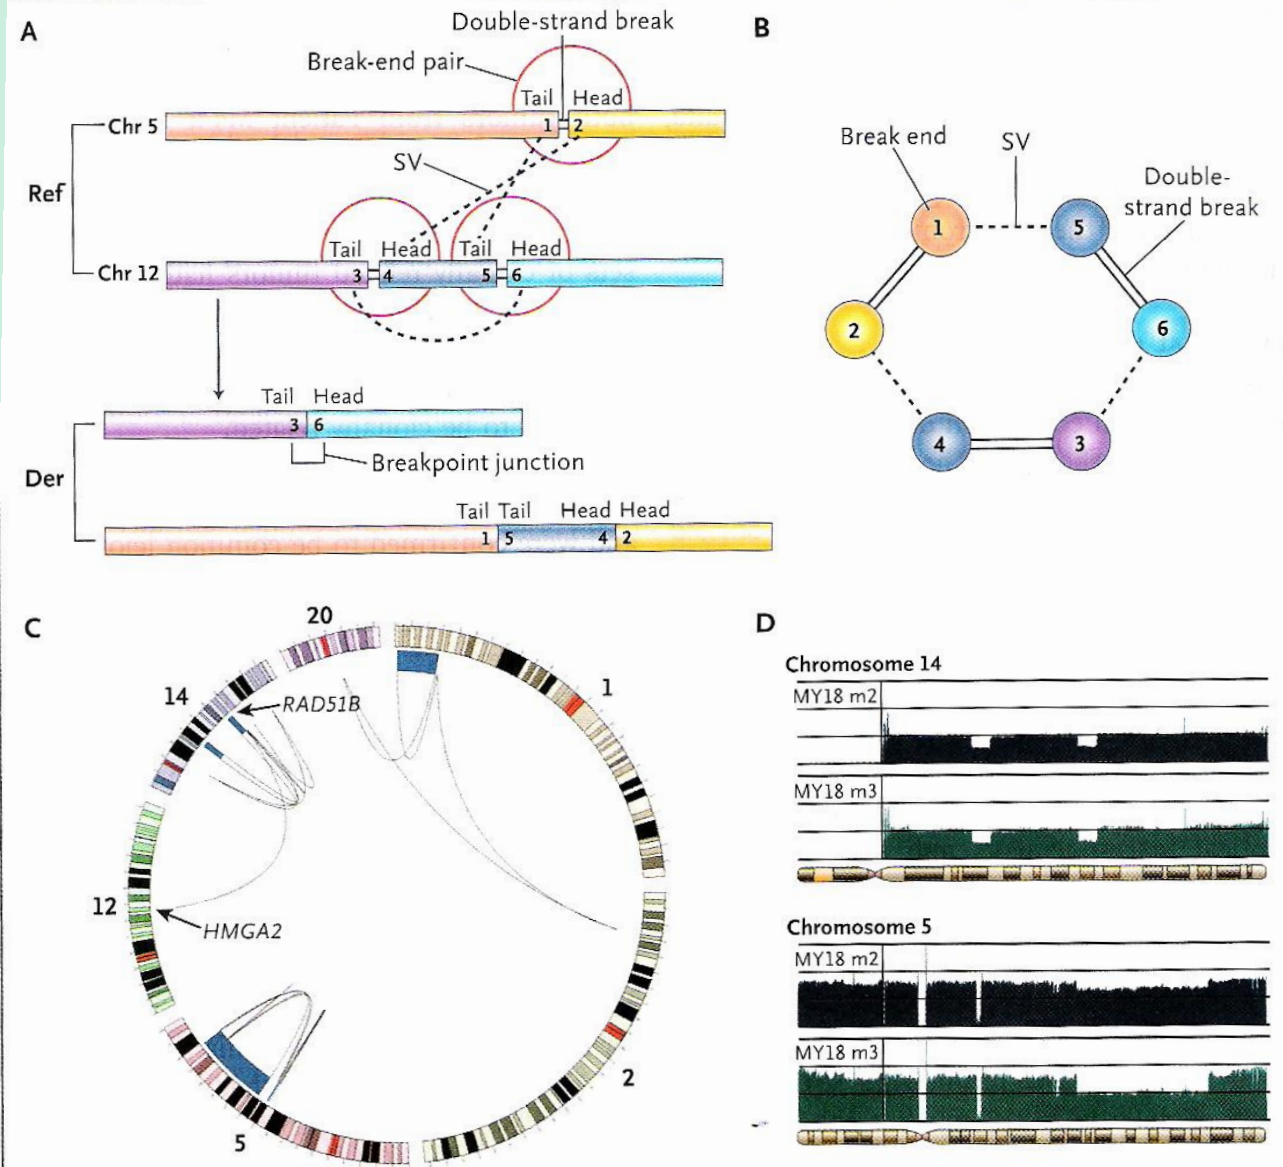 A
Double-strand break
Break-end pair
Tail Head
Chr 5
1 2
SV
Ref
Tail Head Tail Head
Chr 12
3 4 5 6
Tail Head
3 6
Breakpoint junction
Der
Tail Tail Head Head
1 5 4 2
B
Break end
SV
Double-
strand break
1
5
2
6
4
3
C
20
1
14
RAD51B
12
HMGA2
2
5
D
Chromosome 14
MY18 m2
MY18 m3
Chromosome 5
MY18 m2
MY18 m3